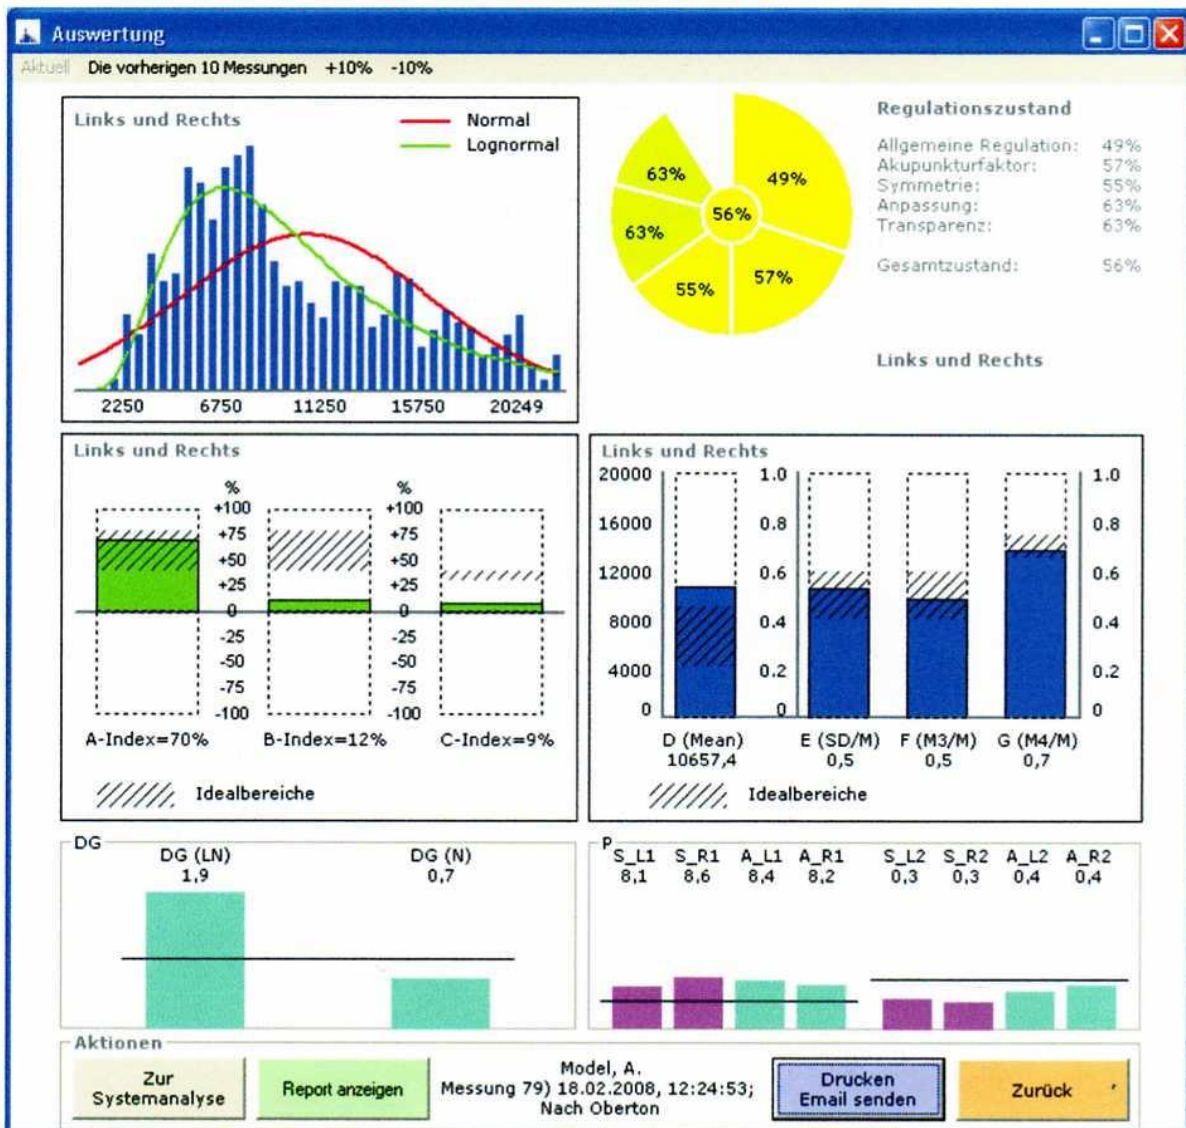 Auswertung
Aktuell Die vorherigen 10 Messungen +10% -10%
Links und Rechts
Normal
Lognormal
2250 6750 11250 15750 20249
63% 49%
56%
63%
55% 57%
Regulationszustand
Allgemeine Regulation: 49%
Akupunkturfaktor: 57%
Symmetrie: 55%
Anpassung: 63%
Transparenz: 63%
Gesamtzustand: 56%
Links und Rechts
Links und Rechts
% %
+100 +100
+75 +75
+50 +50
+25 +25
0 0
-25 -25
-50 -50
-75 -75
-100 -100
A-Index=70% B-Index=12% C-Index=9%
Idealbereiche
Links und Rechts
20000 1.0 1.0
16000 0.8 0.8
12000 0.6 0.6
8000 0.4 0.4
4000 0.2 0.2
0 0 0
D (Mean) E (SD/M) F (M3/M) G (M4/M)
10657,4 0,5 0,5 0,7
Idealbereiche
DG
DG (LN) DG (N)
1,9 0,7
P
S_L1 S_R1 A_L1 A_R1 S_L2 S_R2 A_L2 A_R2
8,1 8,6 8,4 8,2 0,3 0,3 0,4 0,4
Aktionen
Zur
Systemanalyse
Report anzeigen
Model, A.
Messung 79) 18.02.2008, 12:24:53;
Nach Oberton
Drucken
Email senden
Zurück